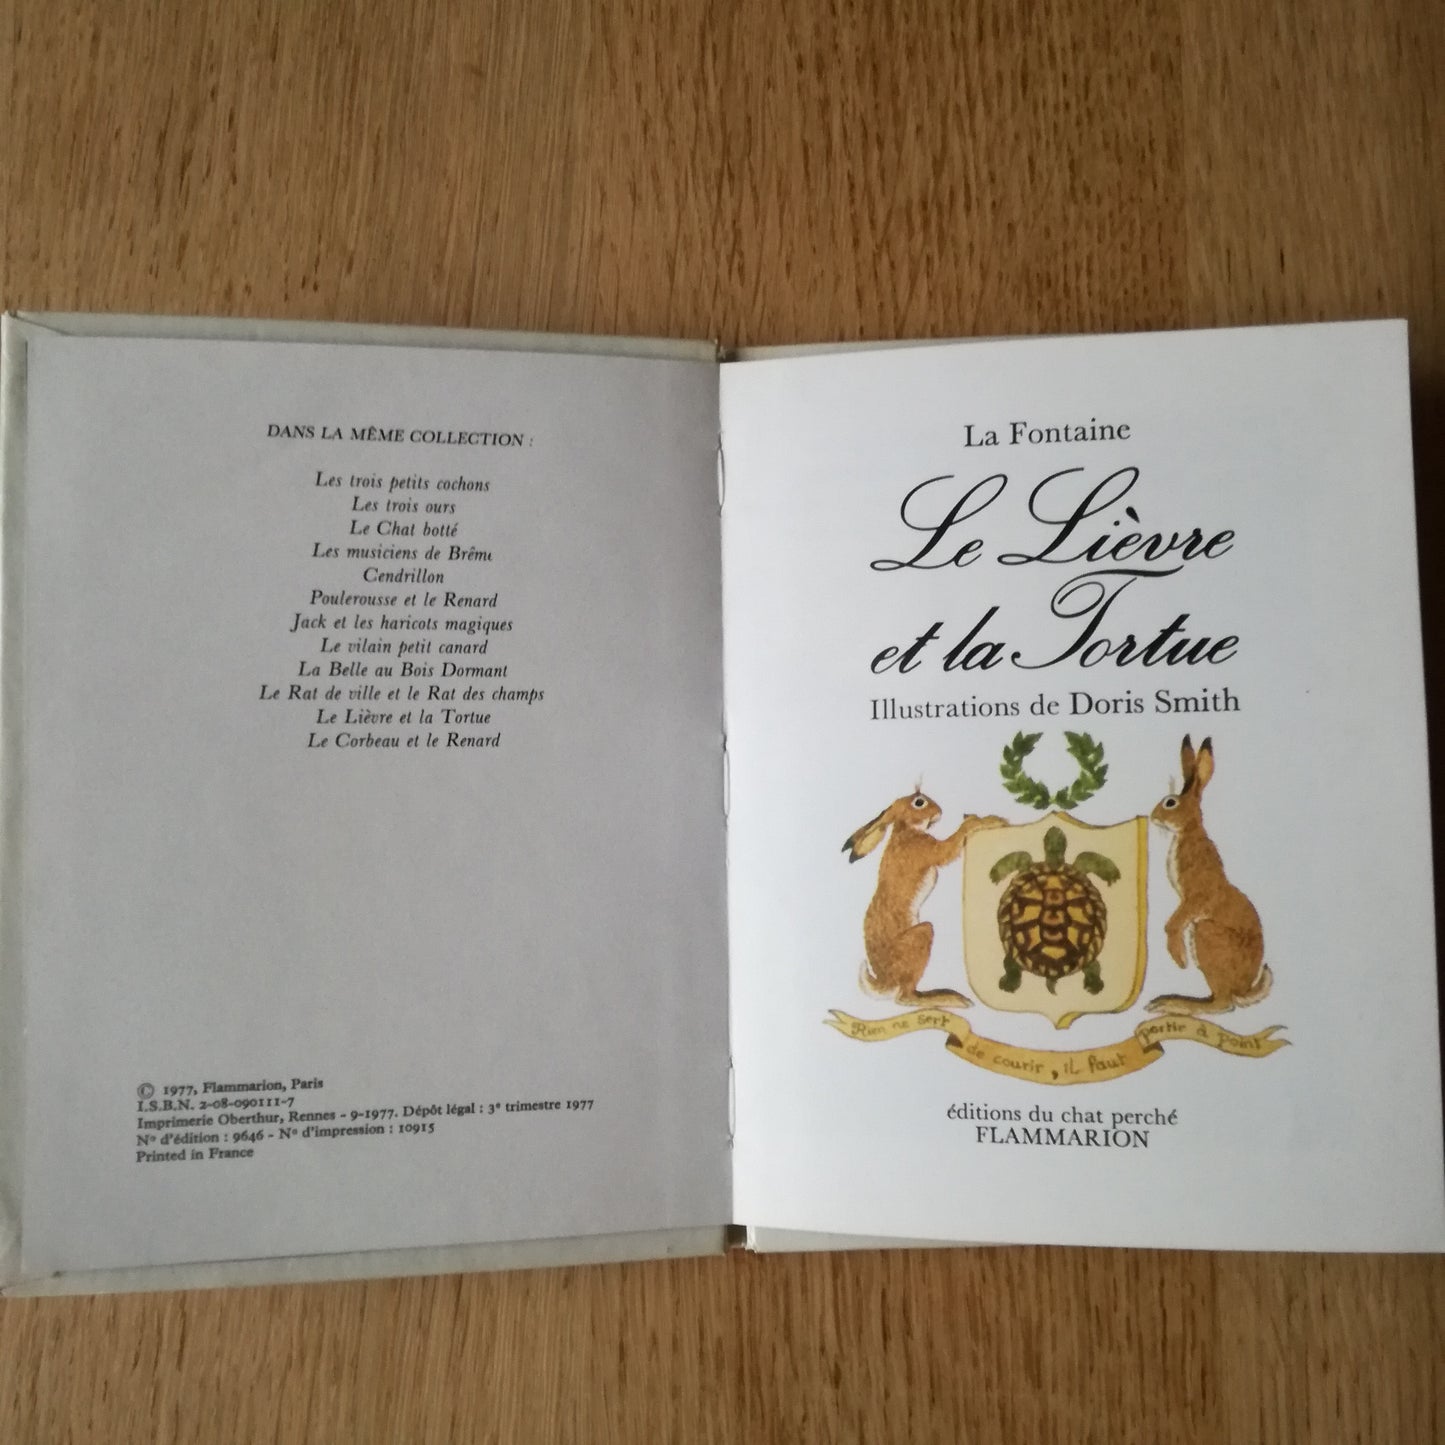 DANS LA MÊME COLLECTION :
Les trois petits cochons
Les trois ours
Le Chat botté
Les musiciens de Brême
Cendrillon
Poulerousse et le Renard
Jack et les haricots magiques
Le vilain petit canard
La Belle au Bois Dormant
Le Rat de ville et le Rat des champs
Le Lièvre et la Tortue
Le Corbeau et le Renard
© 1977, Flammarion, Paris
I.S.B.N. 2-08-090111-7
Imprimerie Oberthur, Rennes - 9-1977. Dépôt légal : 3e trimestre 1977
No d'édition : 9646 - No d'impression : 10915
Printed in France
La Fontaine
Le Lièvre
et la Tortue
Illustrations de Doris Smith
Rien ne sert
de courir, il faut
partir à point
éditions du chat perché
FLAMMARION